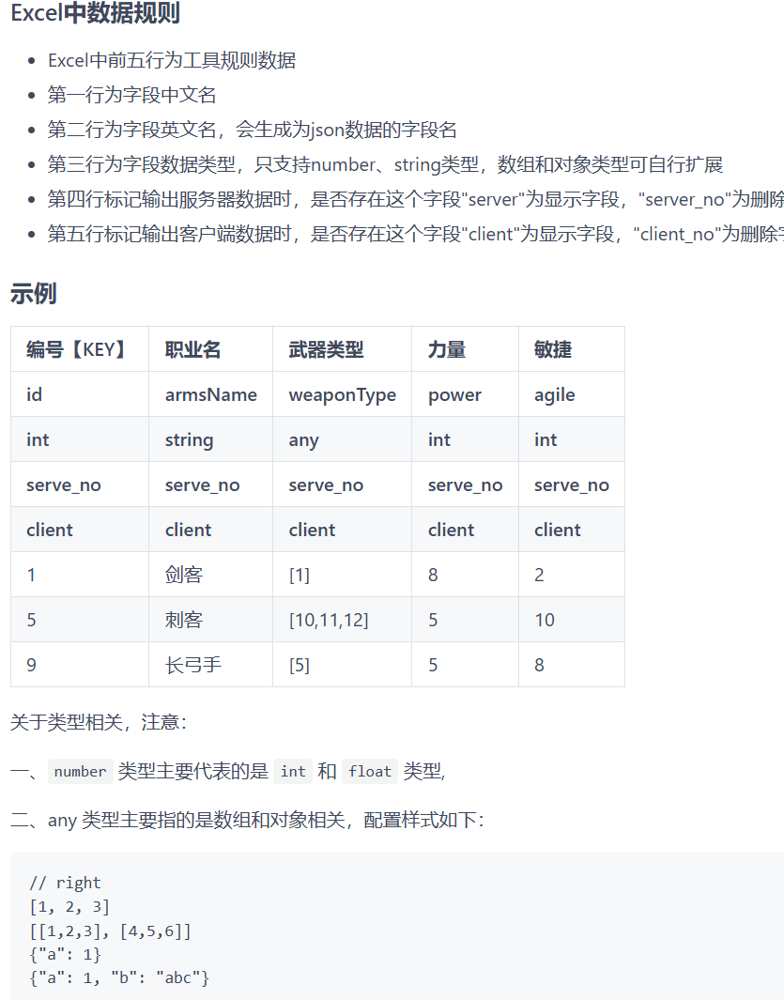 Excel中数据规则
Excel中前五行为工具规则数据
第一行为字段中文名
第二行为字段英文名，会生成为json数据的字段名
第三行为字段数据类型，只支持number、string类型，数组和对象类型可自行扩展
第四行标记输出服务器数据时，是否存在这个字段"server"为显示字段，"server_no"为删除
第五行标记输出客户端数据时，是否存在这个字段"client"为显示字段，"client_no"为删除
示例
编号【KEY】 职业名 武器类型 力量 敏捷
id armsName weaponType power agile
int string any int int
serve_no serve_no serve_no serve_no serve_no
client client client client client
1 剑客 [1] 8 2
5 刺客 [10,11,12] 5 10
9 长弓手 [5] 5 8
关于类型相关，注意：
一、number 类型主要代表的是 int 和 float 类型,
二、any 类型主要指的是数组和对象相关，配置样式如下：
// right
[1, 2, 3]
[[1,2,3], [4,5,6]]
{"a": 1}
{"a": 1, "b": "abc"}